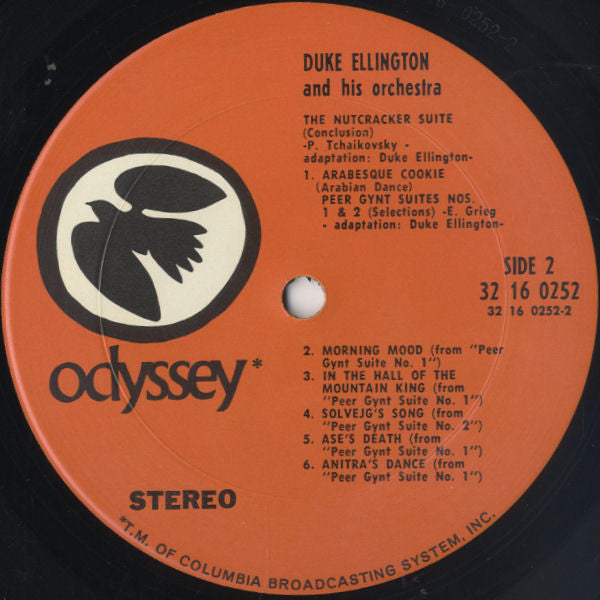 DUKE ELLINGTON
and his orchestra
THE NUTCRACKER SUITE
(Conclusion)
-P. Tchaikovsky -
adaptation: Duke Ellington-
1. ARABESQUE COOKIE
(Arabian Dance)
PEER GYNT SUITES NOS.
1 & 2 (Selections) -E. Grieg
- adaptation: Duke Ellington-
SIDE 2
32 16 0252
32 16 0252-2
odyssey*
2. MORNING MOOD (from "Peer
Gynt Suite No. 1")
3. IN THE HALL OF THE
MOUNTAIN KING (from
"Peer Gynt Suite No. 1")
4. SOLVEJG'S SONG (from
"Peer Gynt Suite No. 2")
5. ASE'S DEATH (from
"Peer Gynt Suite No. 1")
6. ANITRA'S DANCE (from
"Peer Gynt Suite No. 1")
STEREO
*T.M. OF COLUMBIA BROADCASTING SYSTEM, INC.